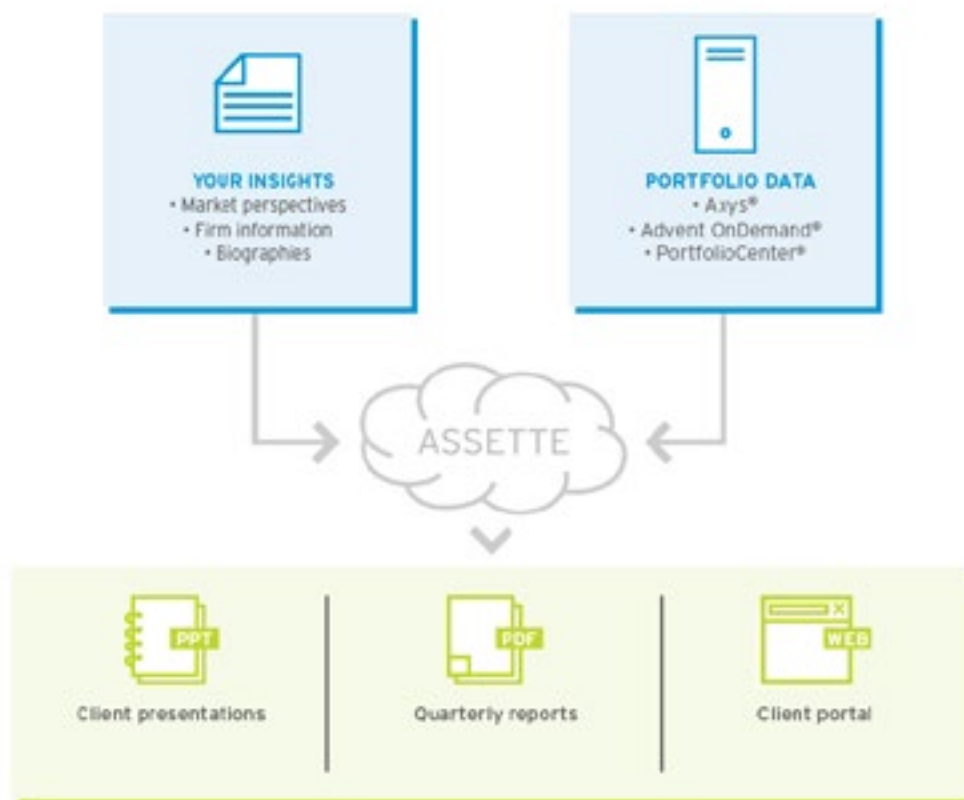 YOUR INSIGHTS
• Market perspectives
• Firm information
• Biographies
PORTFOLIO DATA
• Axys®
• Advent OnDemand®
• PortfolioCenter®
ASSETTE
PPT
Client presentations
PDF
Quarterly reports
WEB
Client portal